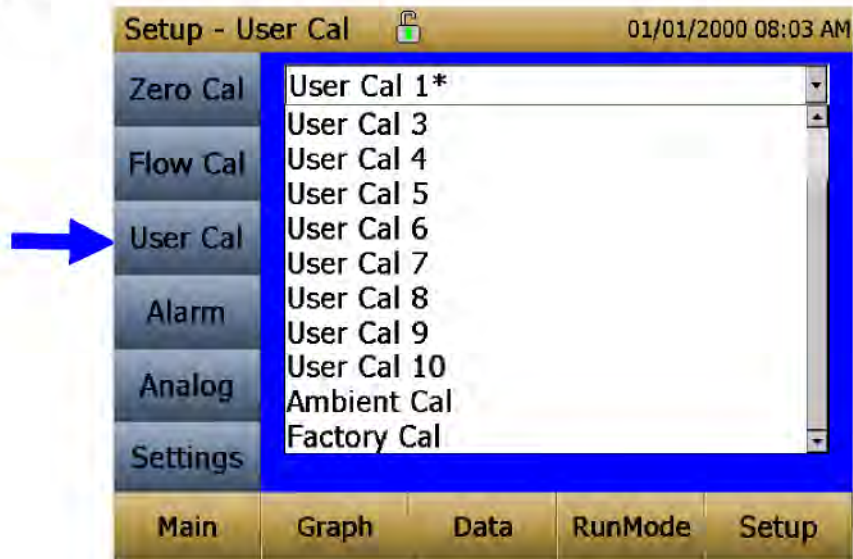 Setup - User Cal
01/01/2000 08:03 AM
Zero Cal
Flow Cal
User Cal
Alarm
Analog
Settings
User Cal 1*
User Cal 3
User Cal 4
User Cal 5
User Cal 6
User Cal 7
User Cal 8
User Cal 9
User Cal 10
Ambient Cal
Factory Cal
Main
Graph
Data
RunMode
Setup